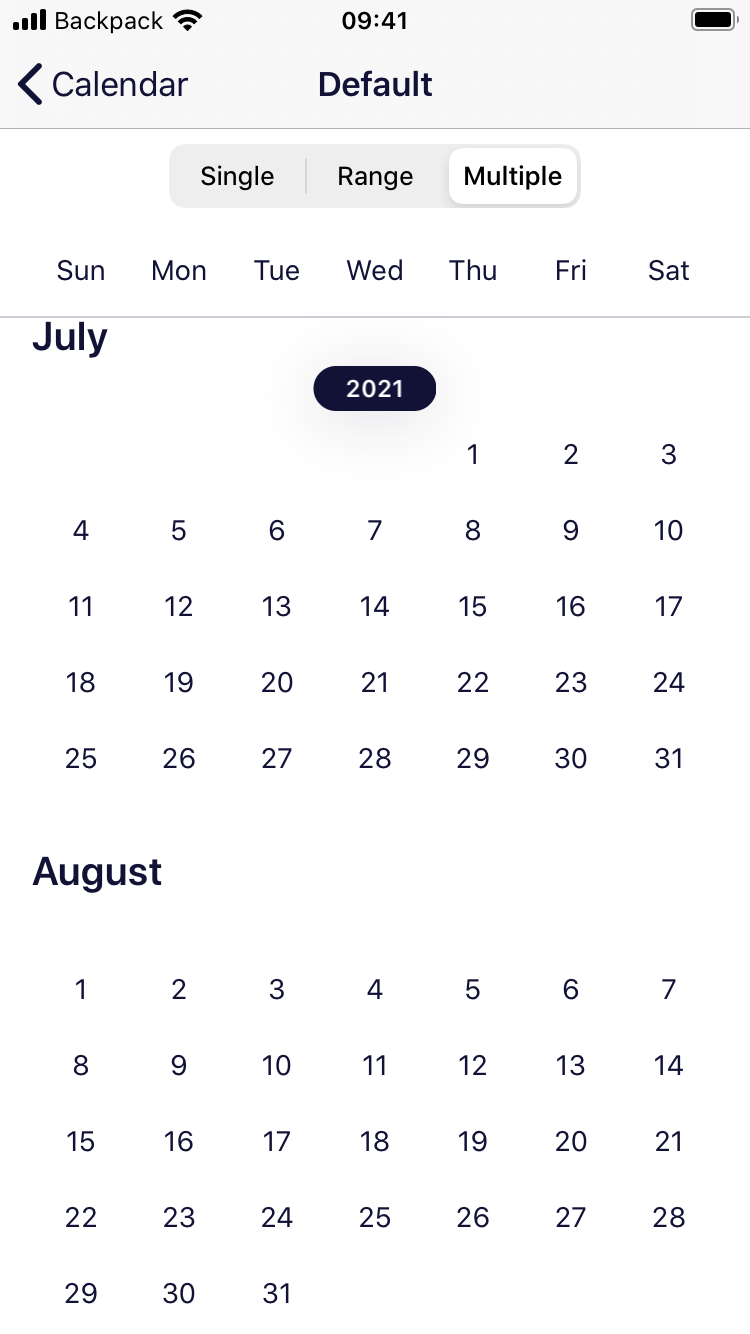 Backpack 09:41
Calendar Default
Single Range Multiple
Sun Mon Tue Wed Thu Fri Sat
July
2021
1 2 3
4 5 6 7 8 9 10
11 12 13 14 15 16 17
18 19 20 21 22 23 24
25 26 27 28 29 30 31
August
1 2 3 4 5 6 7
8 9 10 11 12 13 14
15 16 17 18 19 20 21
22 23 24 25 26 27 28
29 30 31